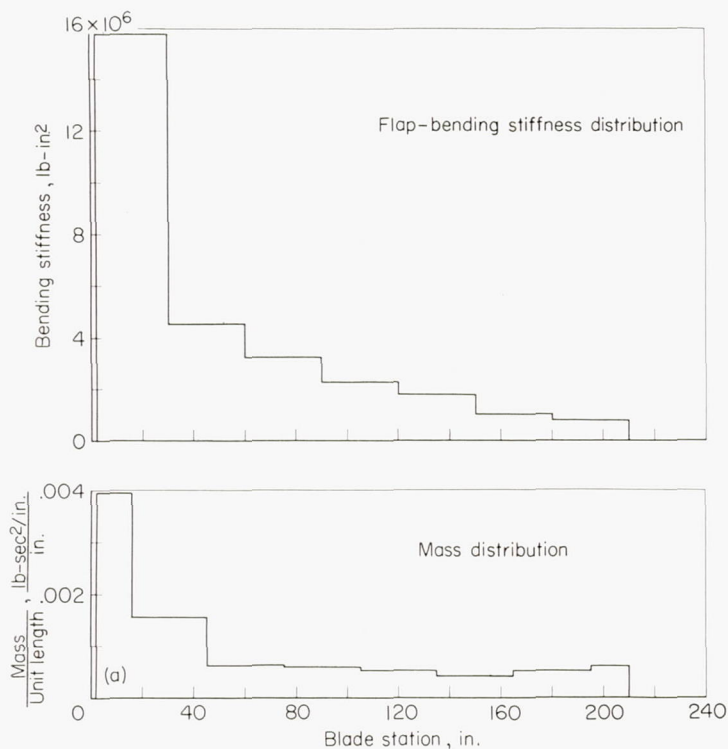 16×10⁶
12
8
4
0
Bending stiffness, lb-in²
Flap-bending stiffness distribution
.004
.002
0
Mass
Unit length
, lb-sec²/in.
in.
Mass distribution
(a)
40
80
120
160
200
240
Blade station, in.